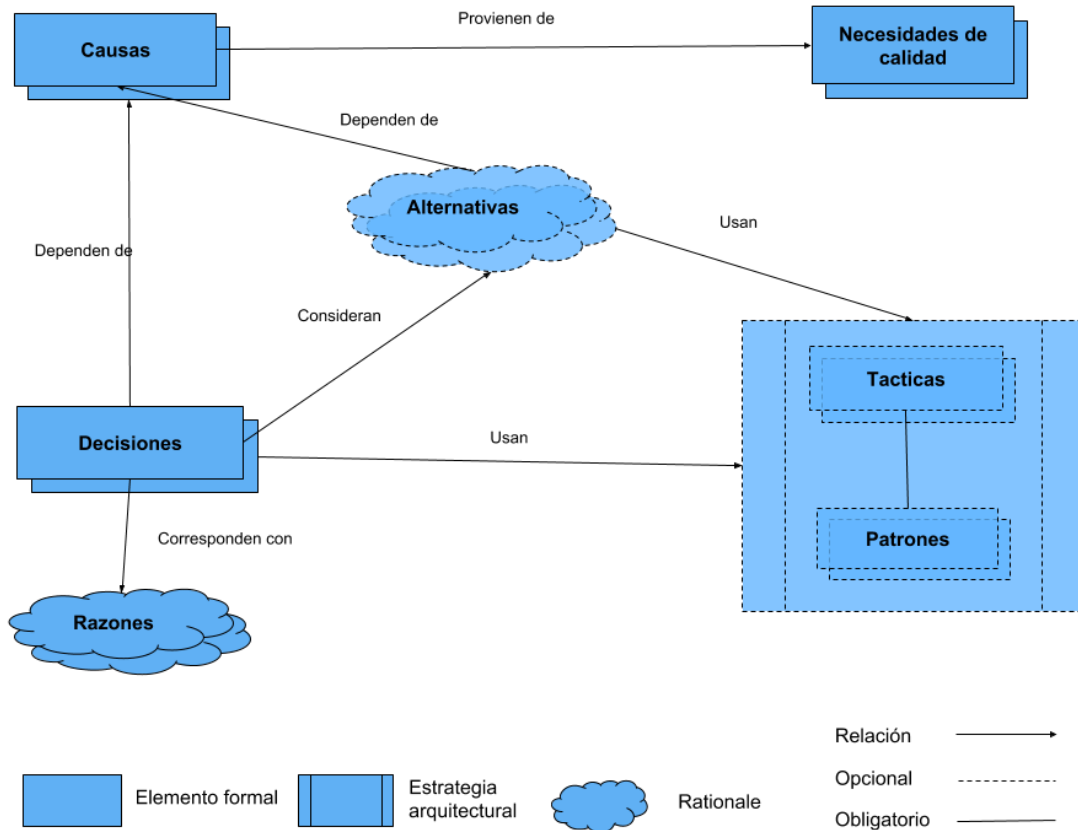 Causas
Provienen de
Necesidades de
calidad
Dependen de
Alternativas
Usan
Dependen de
Consideran
Tacticas
Decisiones
Usan
Corresponden con
Patrones
Razones
Elemento formal
Estrategia
arquitectural
Rationale
Relación
Opcional
Obligatorio